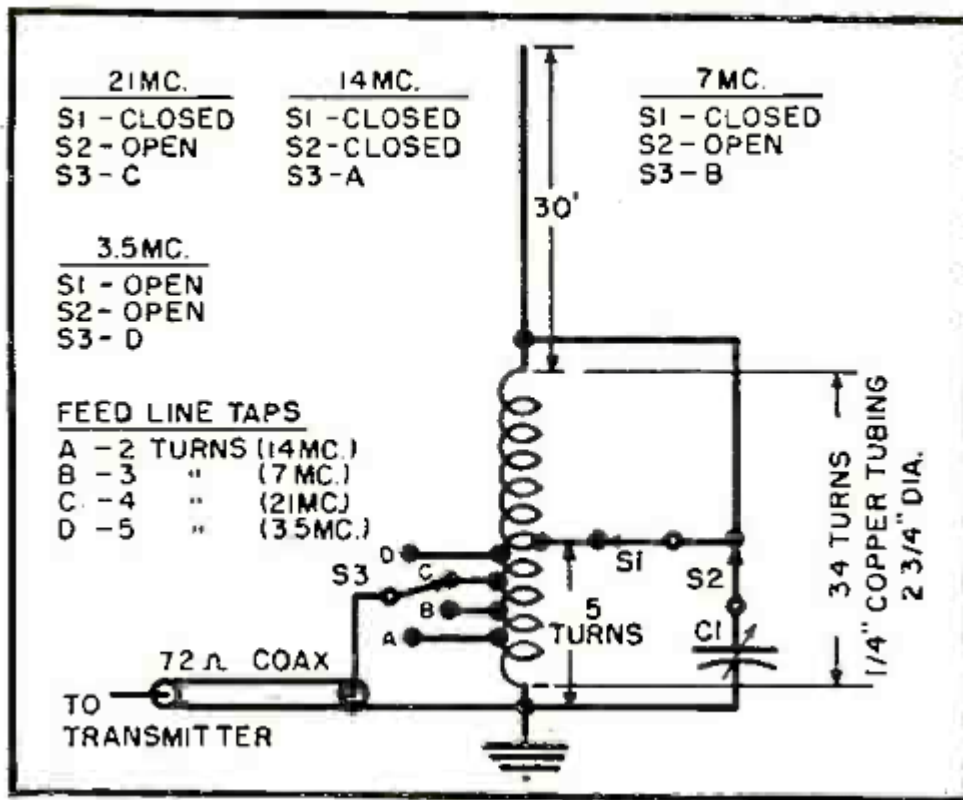 21MC.
S1 - CLOSED
S2 - OPEN
S3 - C
14MC.
S1 - CLOSED
S2 - CLOSED
S3 - A
7MC.
S1 - CLOSED
S2 - OPEN
S3 - B
30'
3.5MC.
S1 - OPEN
S2 - OPEN
S3 - D
FEED LINE TAPS
A - 2 TURNS (14MC.)
B - 3 " (7MC.)
C - 4 " (21MC)
D - 5 " (3.5MC.)
D
S3
C
B
A
S1
S2
5
TURNS
C1
34 TURNS
1/4" COPPER TUBING
2 3/4" DIA.
72 Ω COAX
TO
TRANSMITTER